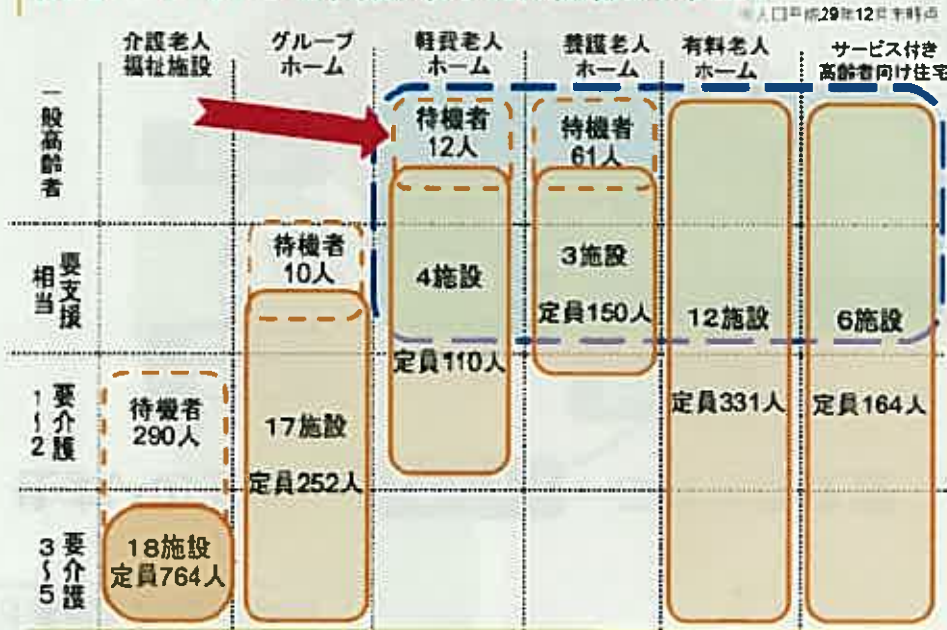 ※人口平成29年12月末時点
介護老人
福祉施設
グループ
ホーム
軽費老人
ホーム
養護老人
ホーム
有料老人
ホーム
サービス付き
高齢者向け住宅
一般高齢者
待機者
12人
待機者
61人
要支援
相当
待機者
10人
4施設
3施設
定員150人
12施設
6施設
定員110人
要介護
1~2
待機者
290人
17施設
定員252人
定員331人
定員164人
要介護
3~5
18施設
定員764人